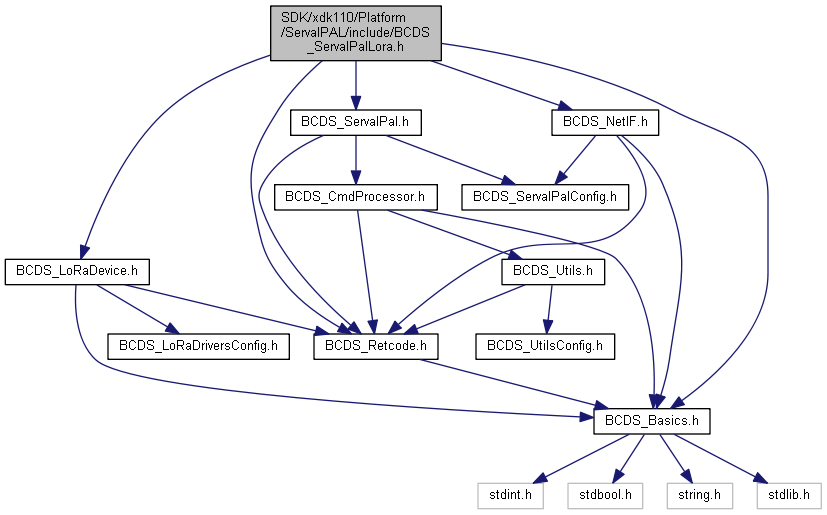 SDK/xdk110/Platform
/ServalPAL/include/BCDS
_ServalPalLora.h
BCDS_ServalPal.h
BCDS_NetIF.h
BCDS_CmdProcessor.h
BCDS_ServalPalConfig.h
BCDS_LoRaDevice.h
BCDS_Utils.h
BCDS_LoRaDriversConfig.h
BCDS_Retcode.h
BCDS_UtilsConfig.h
BCDS_Basics.h
stdint.h
stdbool.h
string.h
stdlib.h